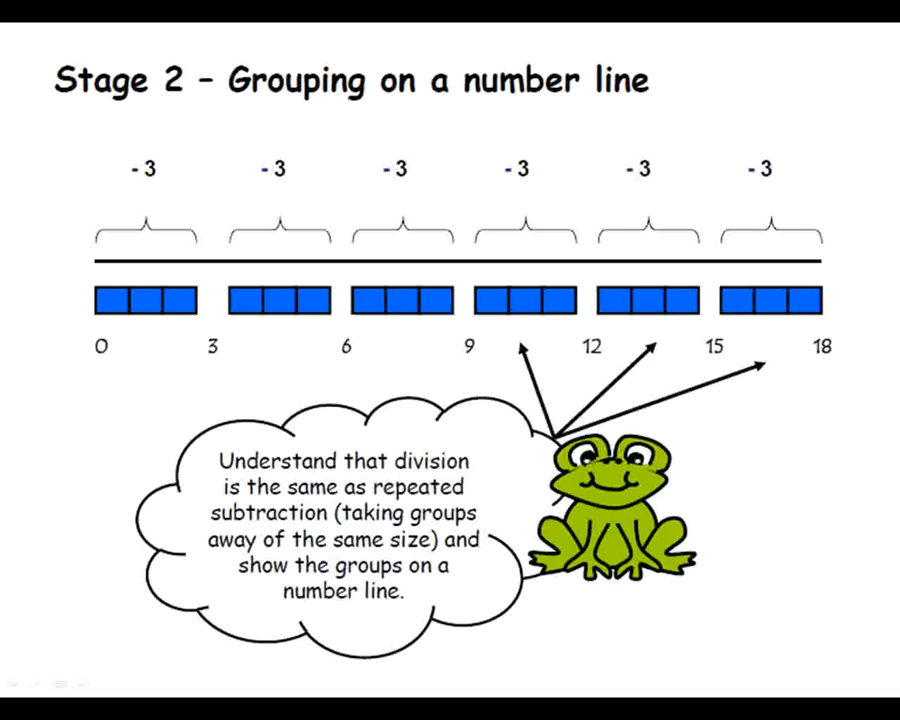 Stage 2 – Grouping on a number line
- 3 - 3 - 3 - 3 - 3 - 3
0 3 6 9 12 15 18
Understand that division
is the same as repeated
subtraction (taking groups
away of the same size) and
show the groups on a
number line.